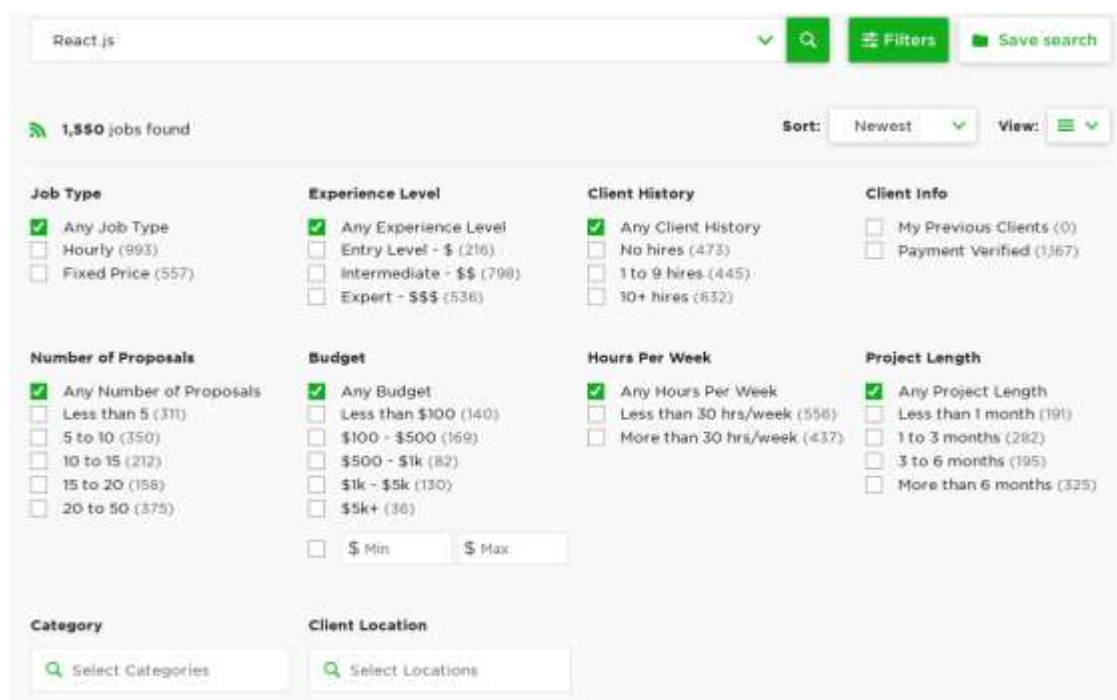 React.js
Filters
Save search
1,550 jobs found
Sort:
Newest
View:
Job Type
Any Job Type
Hourly (993)
Fixed Price (557)
Experience Level
Any Experience Level
Entry Level - $ (216)
Intermediate - $$ (798)
Expert - $$$ (536)
Client History
Any Client History
No hires (473)
1 to 9 hires (445)
10+ hires (632)
Client Info
My Previous Clients (0)
Payment Verified (1,167)
Number of Proposals
Any Number of Proposals
Less than 5 (311)
5 to 10 (350)
10 to 15 (212)
15 to 20 (158)
20 to 50 (375)
Budget
Any Budget
Less than $100 (140)
$100 - $500 (169)
$500 - $1k (82)
$1k - $5k (130)
$5k+ (36)
$ Min
$ Max
Hours Per Week
Any Hours Per Week
Less than 30 hrs/week (556)
More than 30 hrs/week (437)
Project Length
Any Project Length
Less than 1 month (191)
1 to 3 months (282)
3 to 6 months (195)
More than 6 months (325)
Category
Select Categories
Client Location
Select Locations